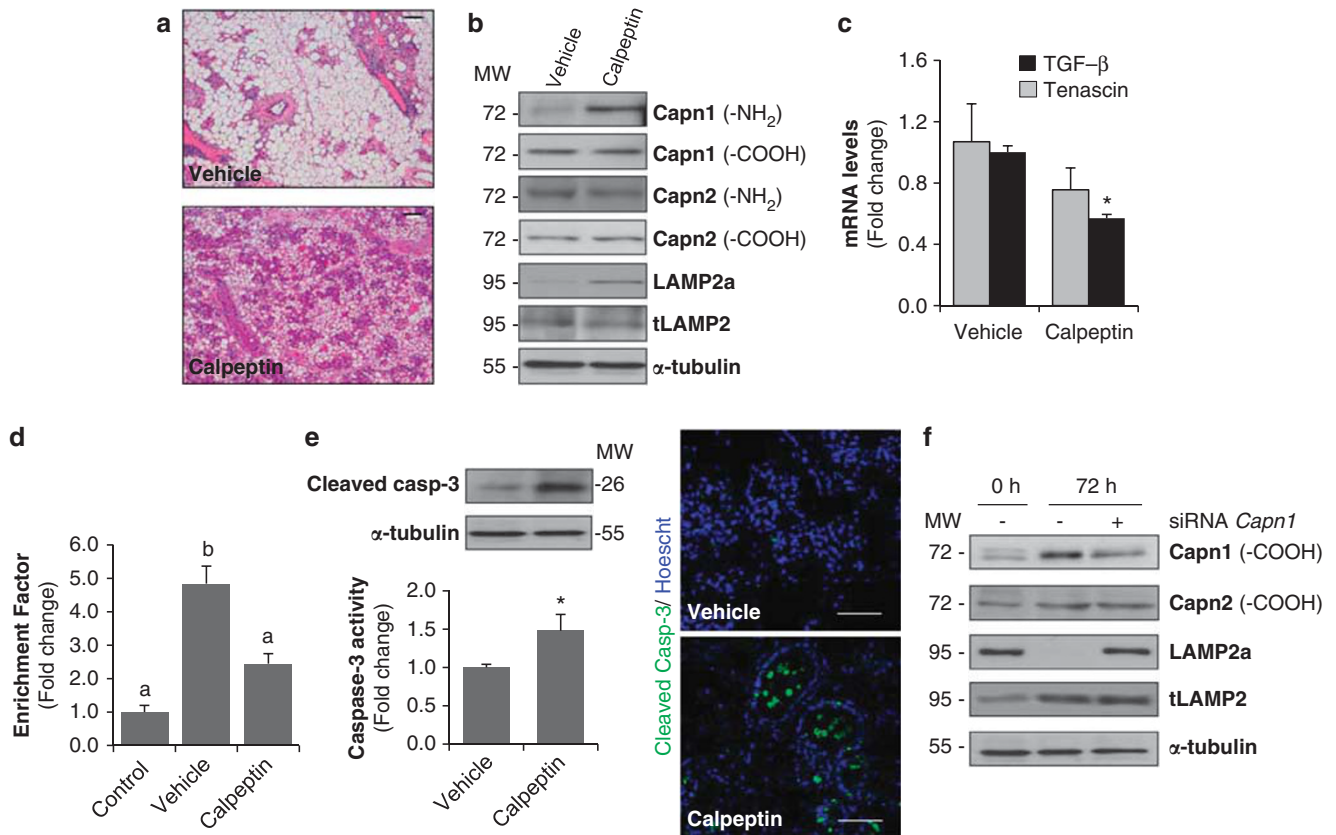 a
Vehicle
Calpeptin
b
Vehicle
Calpeptin
MW
72 - Capn1 (-NH₂)
72 - Capn1 (-COOH)
72 - Capn2 (-NH₂)
72 - Capn2 (-COOH)
95 - LAMP2a
95 - tLAMP2
55 - α-tubulin
c
mRNA levels
(Fold change)
1.6
1.2
0.8
0.4
0.0
TGF-β
Tenascin
*
Vehicle
Calpeptin
d
Enrichment Factor
(Fold change)
6.0
5.0
4.0
3.0
2.0
1.0
0.0
a
b
a
Control
Vehicle
Calpeptin
e
MW
Cleaved casp-3 -26
α-tubulin -55
Caspase-3 activity
(Fold change)
2.0
1.5
1.0
0.5
0.0
*
Vehicle
Calpeptin
Cleaved Casp-3/ Hoescht
Vehicle
Calpeptin
f
0 h 72 h
MW - - + siRNA Capn1
72 - Capn1 (-COOH)
72 - Capn2 (-COOH)
95 - LAMP2a
95 - tLAMP2
55 - α-tubulin